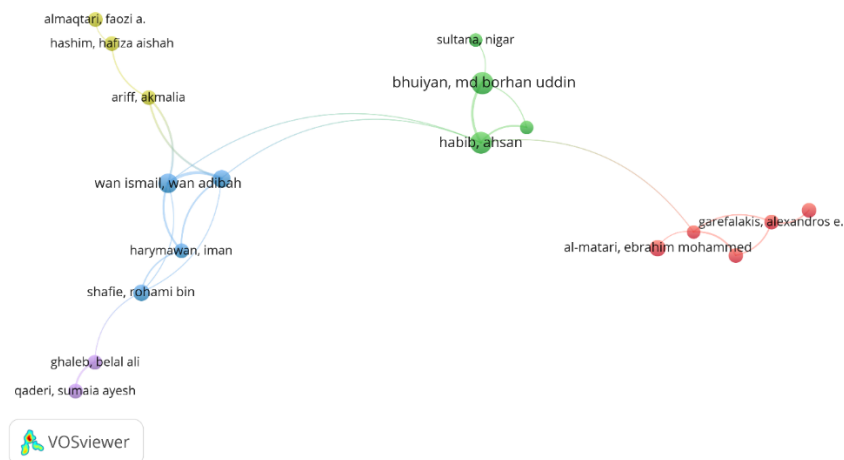 almaqtari, faozi a.
hashim, hafiza aishah
ariff, akmalia
wan ismail, wan adibah
harymawan, iman
shafie, rohami bin
ghaleb, belal ali
qaderi, sumaia ayesh
sultana, nigar
bhuiyan, md borhan uddin
habib, ahsan
garefalakis, alexandros e.
al-matari, ebrahim mohammed
VOSviewer